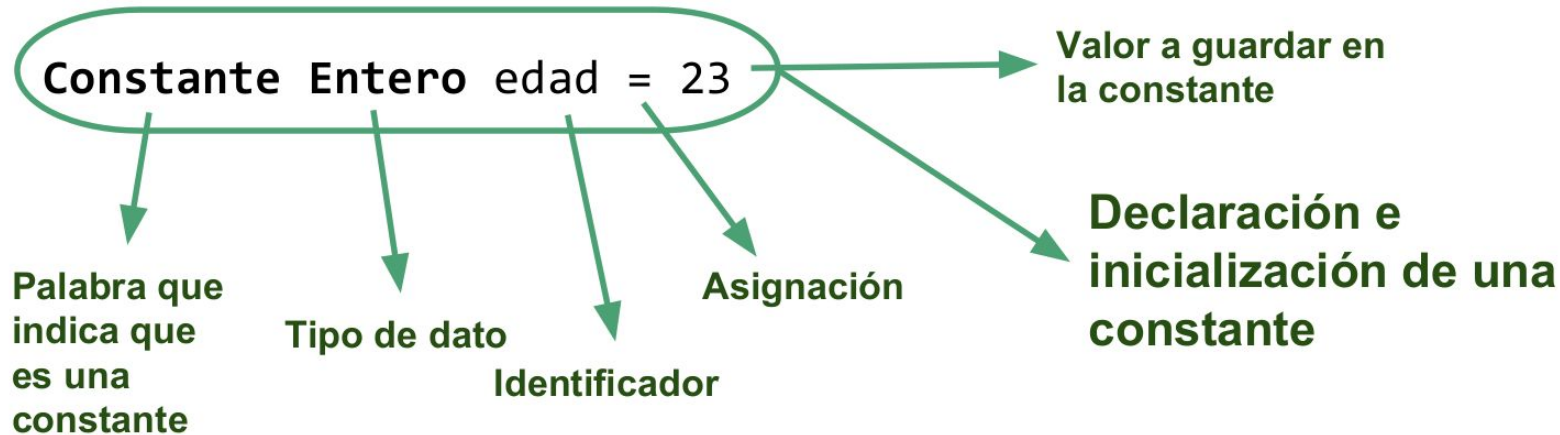 Constante Entero edad = 23
Valor a guardar en
la constante
Declaración e
inicialización de una
constante
Palabra que
indica que
es una
constante
Tipo de dato
Identificador
Asignación